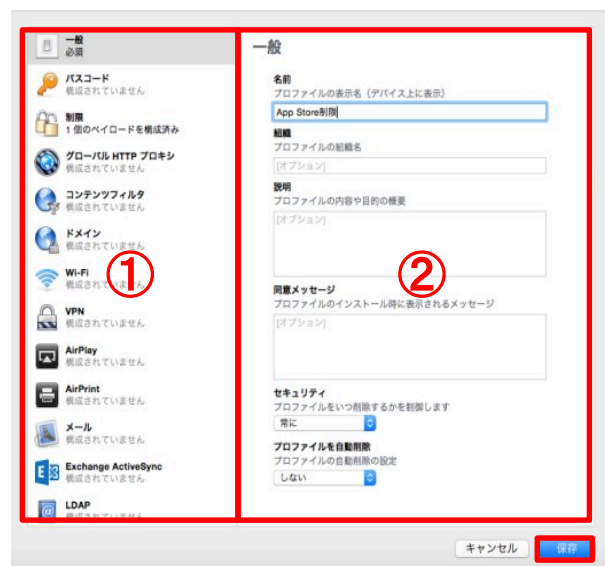 一般
必須
パスコード
構成されていません
制限
1 個のペイロードを構成済み
グローバル HTTP プロキシ
構成されていません
コンテンツフィルタ
構成されていません
ドメイン
構成されていません
Wi-Fi
構成されていません
VPN
構成されていません
AirPlay
構成されていません
AirPrint
構成されていません
メール
構成されていません
Exchange ActiveSync
構成されていません
LDAP
構成されていません
①
一般
名前
プロファイルの表示名（デバイス上に表示）
App Store制限
組織
プロファイルの組織名
[オプション]
説明
プロファイルの内容や目的の概要
[オプション]
②
同意メッセージ
プロファイルのインストール時に表示されるメッセージ
[オプション]
セキュリティ
プロファイルをいつ削除するかを制御します
常に
プロファイルを自動削除
プロファイルの自動削除の設定
しない
キャンセル
保存